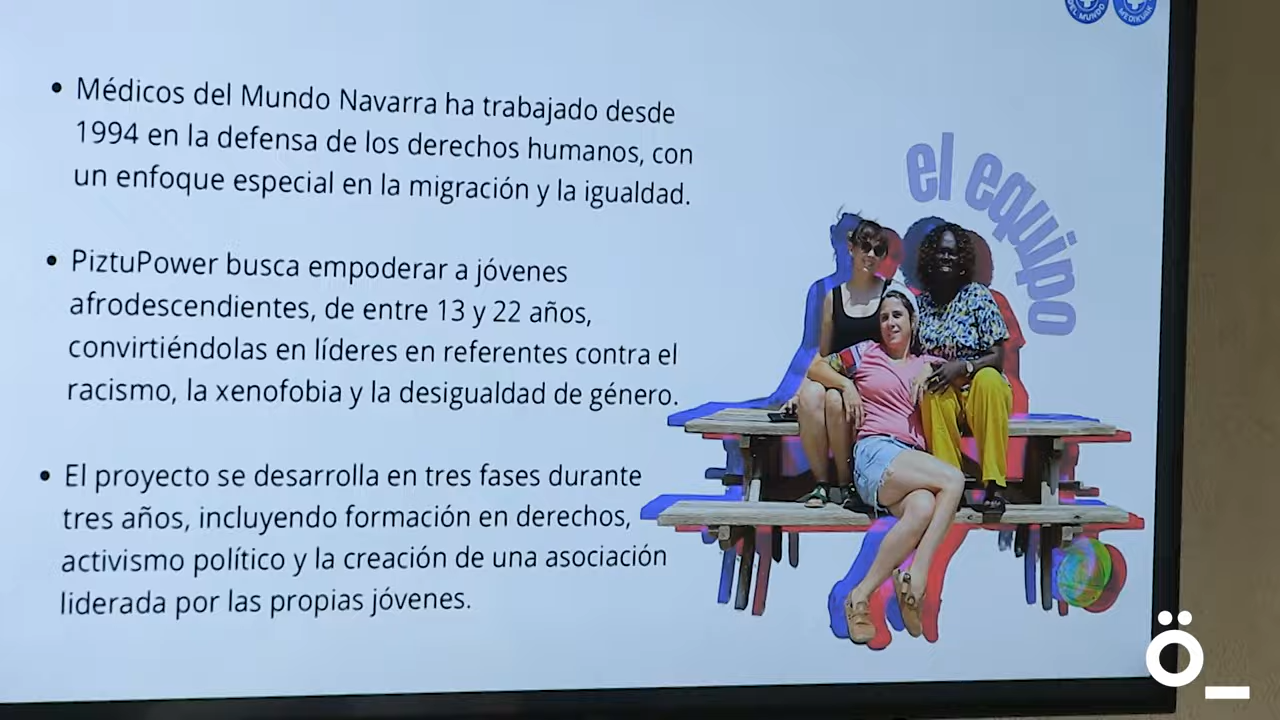 DEL MUNDO
MEDIKUAK
• Médicos del Mundo Navarra ha trabajado desde
1994 en la defensa de los derechos humanos, con
un enfoque especial en la migración y la igualdad.
• PiztuPower busca empoderar a jóvenes
afrodescendientes, de entre 13 y 22 años,
convirtiéndolas en líderes en referentes contra el
racismo, la xenofobia y la desigualdad de género.
• El proyecto se desarrolla en tres fases durante
tres años, incluyendo formación en derechos,
activismo político y la creación de una asociación
liderada por las propias jóvenes.
el equipo
Ö_